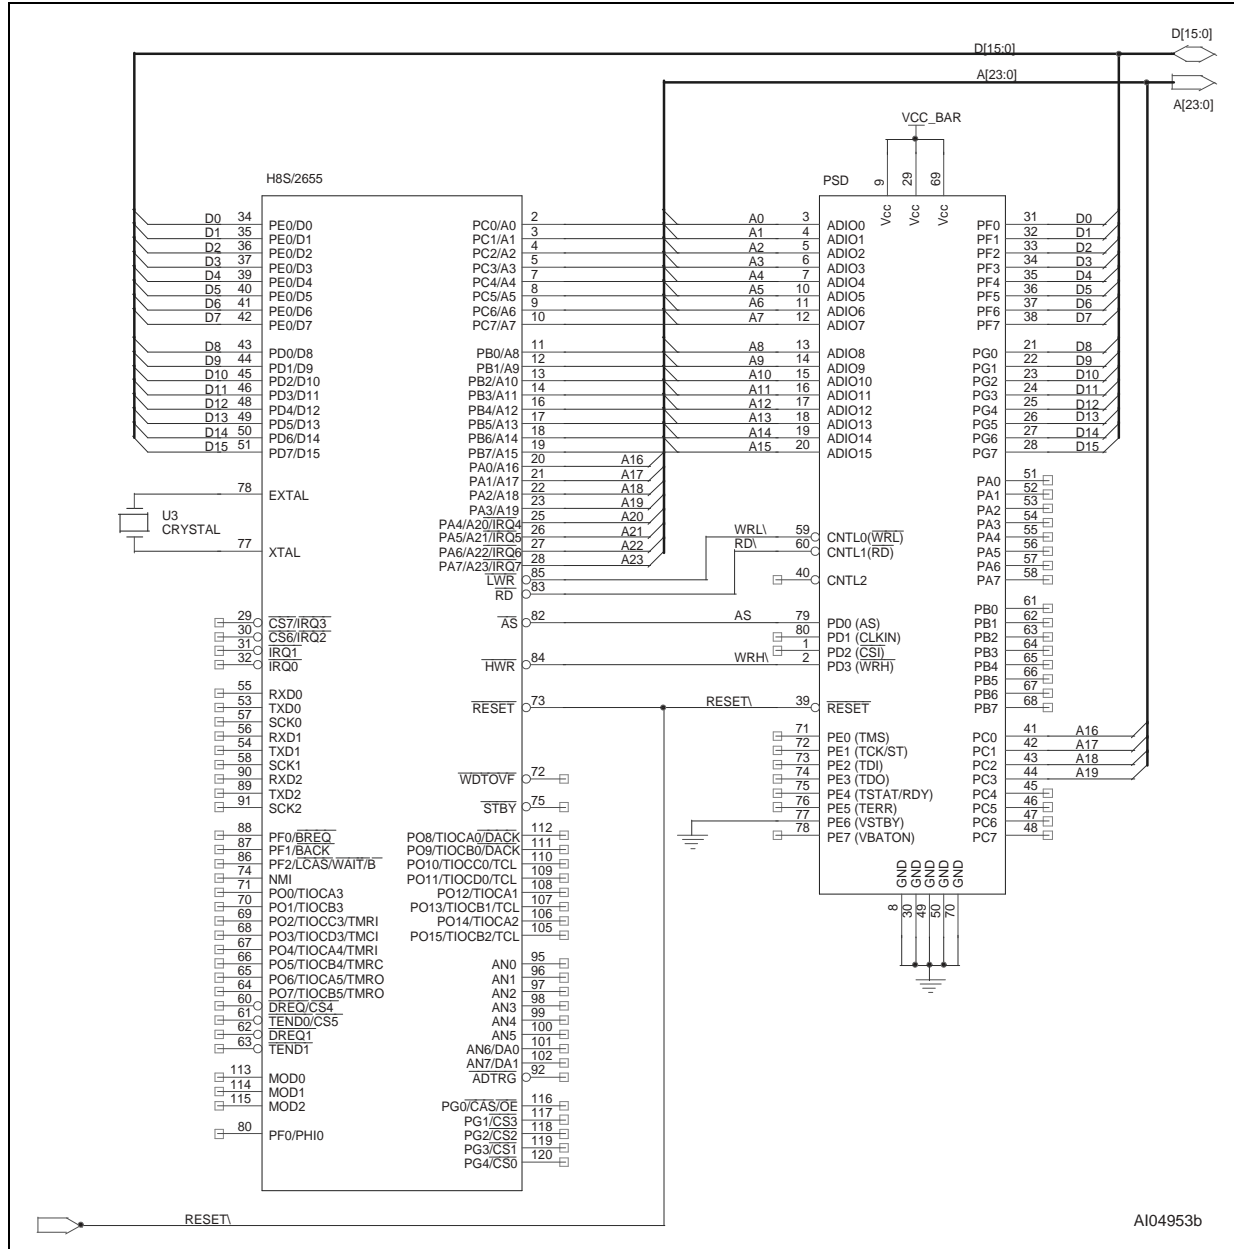 D[15:0]
D[15:0]
A[23:0]
A[23:0]
VCC_BAR
H8S/2655
PSD
9 29 69
Vcc Vcc Vcc
D0 34 PE0/D0 PC0/A0 2 A0 3 ADIO0 PF0 31 D0
D1 35 PE0/D1 PC1/A1 3 A1 4 ADIO1 PF1 32 D1
D2 36 PE0/D2 PC2/A2 4 A2 5 ADIO2 PF2 33 D2
D3 37 PE0/D3 PC3/A3 5 A3 6 ADIO3 PF3 34 D3
D4 39 PE0/D4 PC4/A4 7 A4 7 ADIO4 PF4 35 D4
D5 40 PE0/D5 PC5/A5 8 A5 10 ADIO5 PF5 36 D5
D6 41 PE0/D6 PC6/A6 9 A6 11 ADIO6 PF6 37 D6
D7 42 PE0/D7 PC7/A7 10 A7 12 ADIO7 PF7 38 D7
D8 43 PD0/D8 PB0/A8 11 A8 13 ADIO8 PG0 21 D8
D9 44 PD1/D9 PB1/A9 12 A9 14 ADIO9 PG1 22 D9
D10 45 PD2/D10 PB2/A10 13 A10 15 ADIO10 PG2 23 D10
D11 46 PD3/D11 PB3/A11 14 A11 16 ADIO11 PG3 24 D11
D12 48 PD4/D12 PB4/A12 16 A12 17 ADIO12 PG4 25 D12
D13 49 PD5/D13 PB5/A13 17 A13 18 ADIO13 PG5 26 D13
D14 50 PD6/D14 PB6/A14 18 A14 19 ADIO14 PG6 27 D14
D15 51 PD7/D15 PB7/A15 19 A15 20 ADIO15 PG7 28 D15
PA0/A16 20 A16
PA1/A17 21 A17 PA0 51
78 EXTAL PA2/A18 22 A18 PA1 52
PA3/A19 23 A19 PA2 53
U3 PA4/A20/IRQ4 25 A20 PA3 54
CRYSTAL PA5/A21/IRQ5 26 A21 WRL\ 59 CNTL0(WRL) PA4 55
77 XTAL PA6/A22/IRQ6 27 A22 RD\ 60 CNTL1(RD) PA5 56
PA7/A23/IRQ7 28 A23 PA6 57
LWR 85 40 CNTL2 PA7 58
RD 83
PB0 61
29 CS7/IRQ3 AS 82 AS 79 PD0 (AS) PB1 62
30 CS6/IRQ2 80 PD1 (CLKIN) PB2 63
31 IRQ1 1 PD2 (CSI) PB3 64
32 IRQ0 HWR 84 WRH\ 2 PD3 (WRH) PB4 65
PB5 66
55 RXD0 PB6 67
53 TXD0 RESET 73 RESET\ 39 RESET PB7 68
57 SCK0
56 RXD1 71 PE0 (TMS) PC0 41 A16
54 TXD1 72 PE1 (TCK/ST) PC1 42 A17
58 SCK1 73 PE2 (TDI) PC2 43 A18
90 RXD2 WDTOVF 72 74 PE3 (TDO) PC3 44 A19
89 TXD2 75 PE4 (TSTAT/RDY) PC4 45
91 SCK2 STBY 75 76 PE5 (TERR) PC5 46
77 PE6 (VSTBY) PC6 47
88 PF0/BREQ PO8/TIOCA0/DACK 112 78 PE7 (VBATON) PC7 48
87 PF1/BACK PO9/TIOCB0/DACK 111
86 PF2/LCAS/WAIT/B PO10/TIOCC0/TCL 110
74 NMI PO11/TIOCD0/TCL 109 GND GND GND GND GND
71 PO0/TIOCA3 PO12/TIOCA1 108
70 PO1/TIOCB3 PO13/TIOCB1/TCL 107 8 30 49 50 70
69 PO2/TIOCC3/TMRI PO14/TIOCA2 106
68 PO3/TIOCD3/TMCI PO15/TIOCB2/TCL 105
67 PO4/TIOCA4/TMRI
66 PO5/TIOCB4/TMRC AN0 95
65 PO6/TIOCA5/TMRO AN1 96
64 PO7/TIOCB5/TMRO AN2 97
60 DREQ/CS4 AN3 98
61 TEND0/CS5 AN4 99
62 DREQ1 AN5 100
63 TEND1 AN6/DA0 101
AN7/DA1 102
113 MOD0 ADTRG 92
114 MOD1
115 MOD2 PG0/CAS/OE 116
PG1/CS3 117
80 PF0/PHI0 PG2/CS2 118
PG3/CS1 119
PG4/CS0 120
RESET\
AI04953b